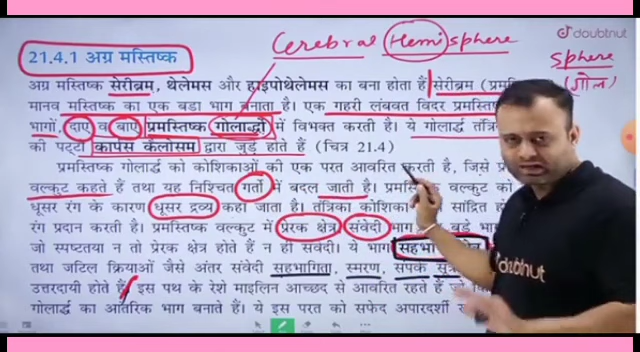 Cerebral Hemisphere
doubtnut
sphere
(गोल)
21.4.1 अग्र मस्तिष्क
अग्र मस्तिष्क सेरीब्रम, थेलेमस और हाइपोथेलेमस का बना होता है सेरीब्रम
मानव मस्तिष्क का एक बडा भाग बनाता है। एक गहरी लंबवत विदर
भागों, दाएं व बाएं प्रमस्तिष्क गोलार्द्धों में विभक्त करती है। ये गोलार्द्ध
की पट्टी कार्पस केलोसम द्वारा जुड़े होते हैं (चित्र 21.4)
प्रमस्तिष्क गोलार्द्ध को कोशिकाओं की एक परत आवरित करती है, जिसे
वल्कुट कहते हैं तथा यह निश्चित गर्तो में बदल जाती है। प्रमस्तिष्क वल्कुट को
धूसर रंग के कारण धूसर द्रव्य कहा जाता है। तंत्रिका
रंग प्रदान करती है। प्रमस्तिष्क वल्कुट में प्रेरक क्षेत्र संवेदी भाग बड़े भाग
जो स्पष्टतया न तो प्रेरक क्षेत्र होते हैं न ही संवेदी। ये भाग
तथा जटिल क्रियाओं जैसे अंतर संवेदी सहभागिता, स्मरण, संपर्क सूत्र
उत्तरदायी होते हैं इस पथ के रेशे माइलिन आच्छद से आवरित रहते हैं जो
गोलार्द्ध का आंतरिक भाग बनाते हैं। ये इस परत को सफेद अपारदर्शी
doubtnut